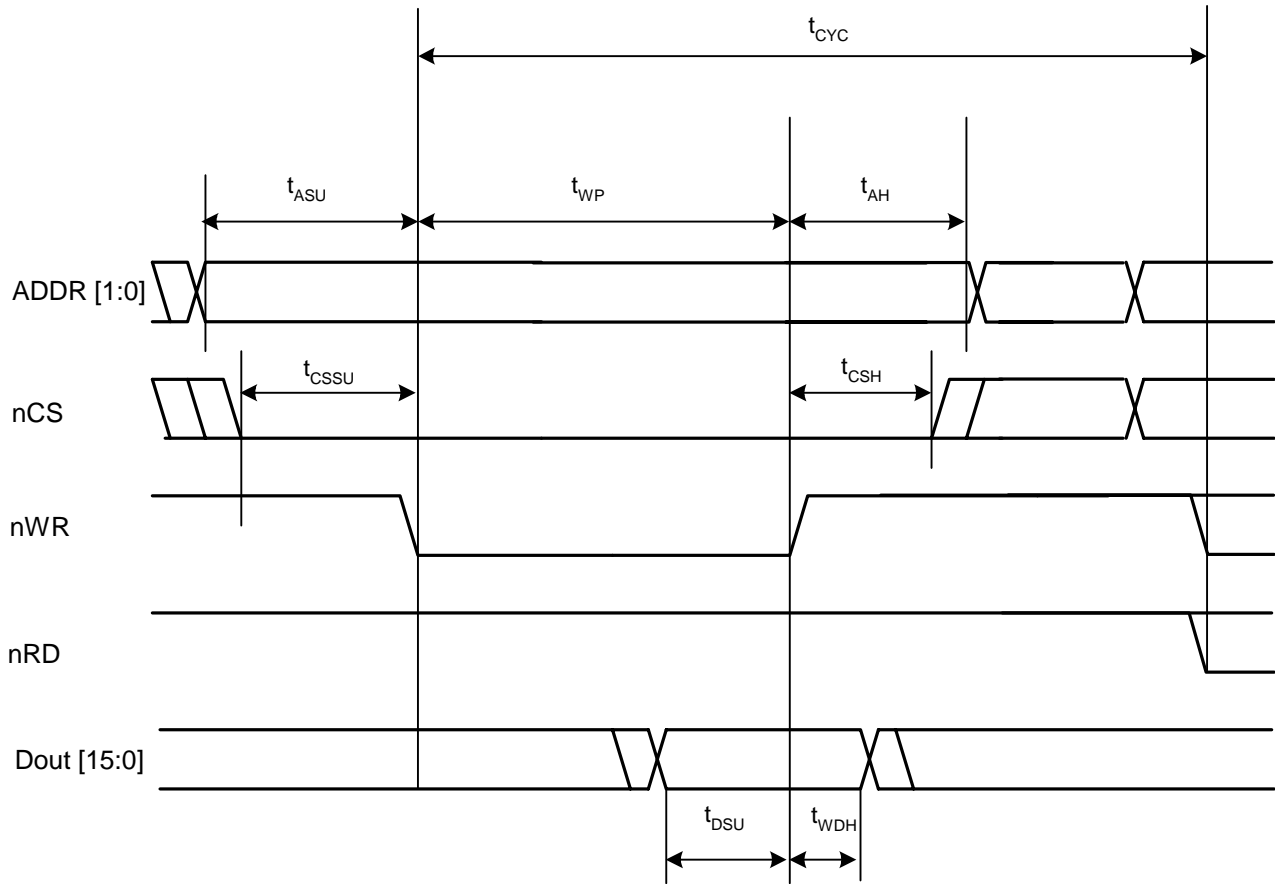 tCYC
tASU
tWP
tAH
ADDR [1:0]
tCSSU
tCSH
nCS
nWR
nRD
Dout [15:0]
tDSU
tWDH